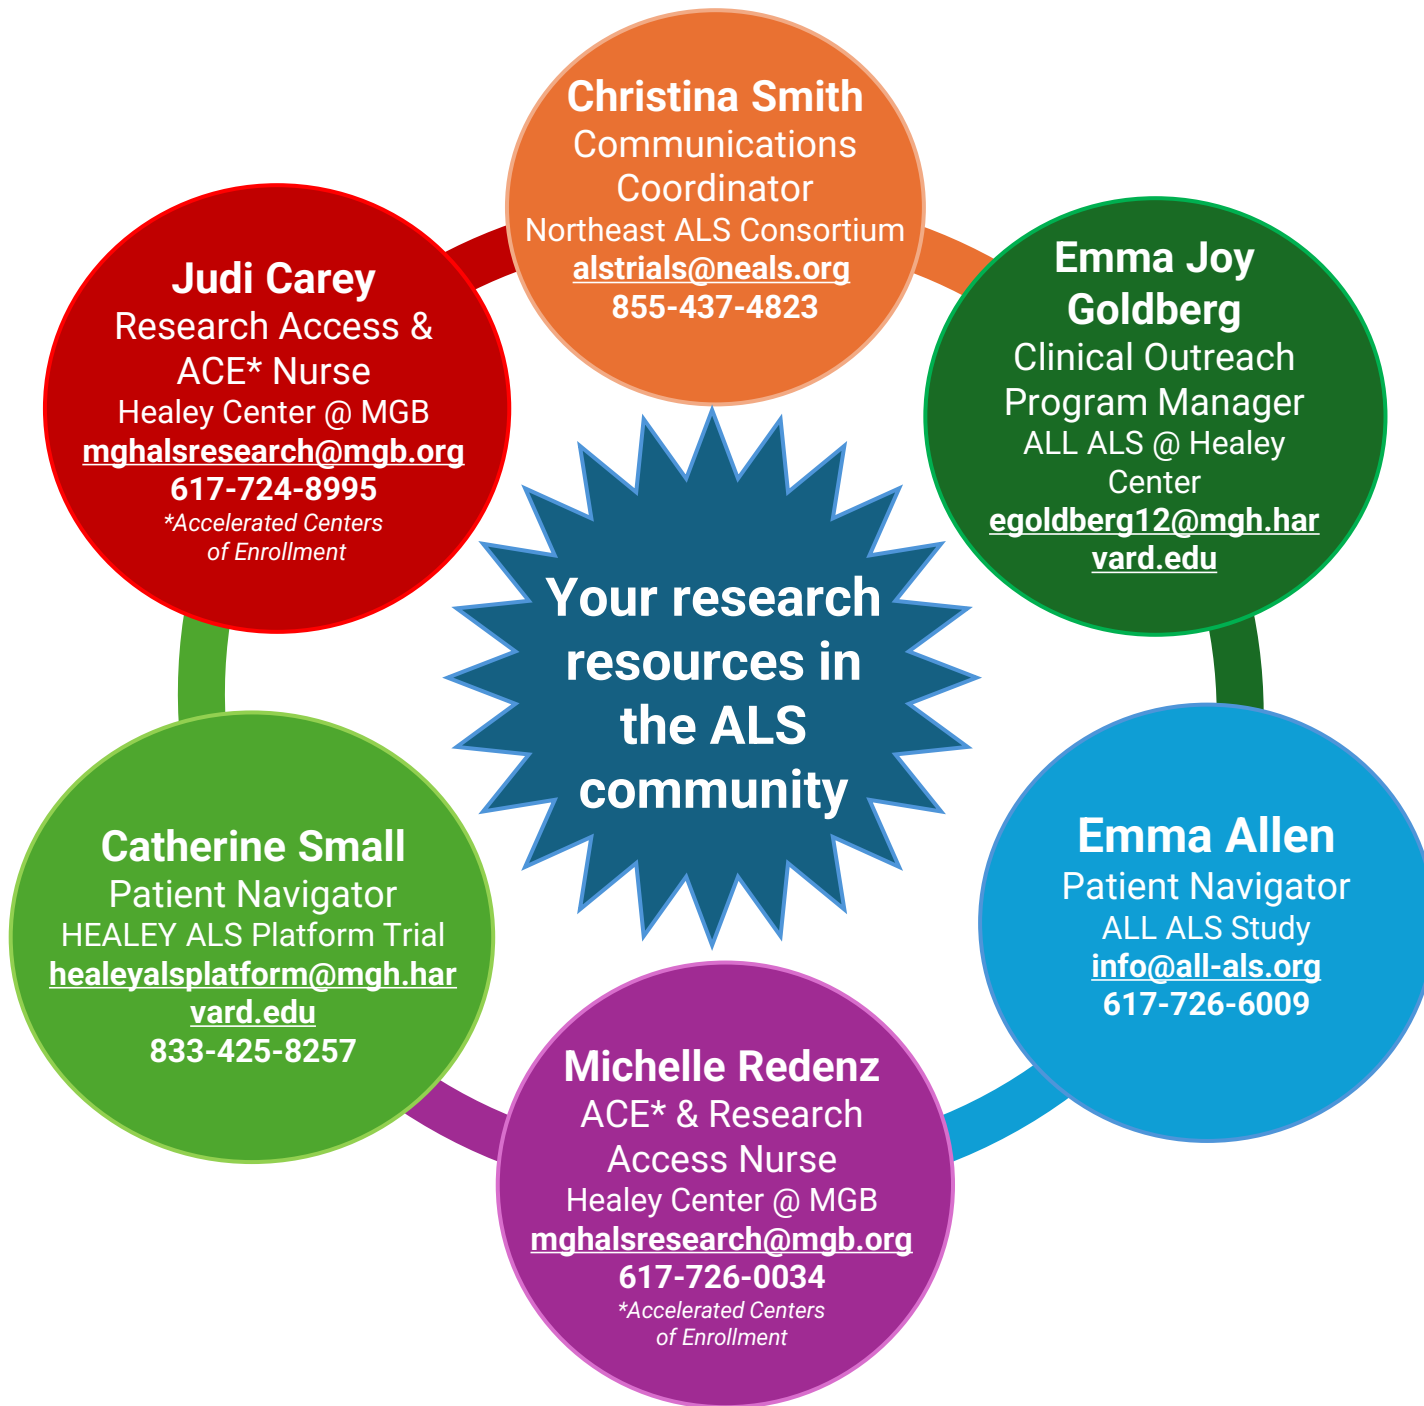 Christina Smith
Communications
Coordinator
Northeast ALS Consortium
alstrials@neals.org
855-437-4823
Emma Joy
Goldberg
Clinical Outreach
Program Manager
ALL ALS @ Healey
Center
egoldberg12@mgh.har
vard.edu
Emma Allen
Patient Navigator
ALL ALS Study
info@all-als.org
617-726-6009
Michelle Redenz
ACE* & Research
Access Nurse
Healey Center @ MGB
mghalsresearch@mgb.org
617-726-0034
*Accelerated Centers
of Enrollment
Catherine Small
Patient Navigator
HEALEY ALS Platform Trial
healeyalsplatform@mgh.har
vard.edu
833-425-8257
Judi Carey
Research Access &
ACE* Nurse
Healey Center @ MGB
mghalsresearch@mgb.org
617-724-8995
*Accelerated Centers
of Enrollment
Your research
resources in
the ALS
community